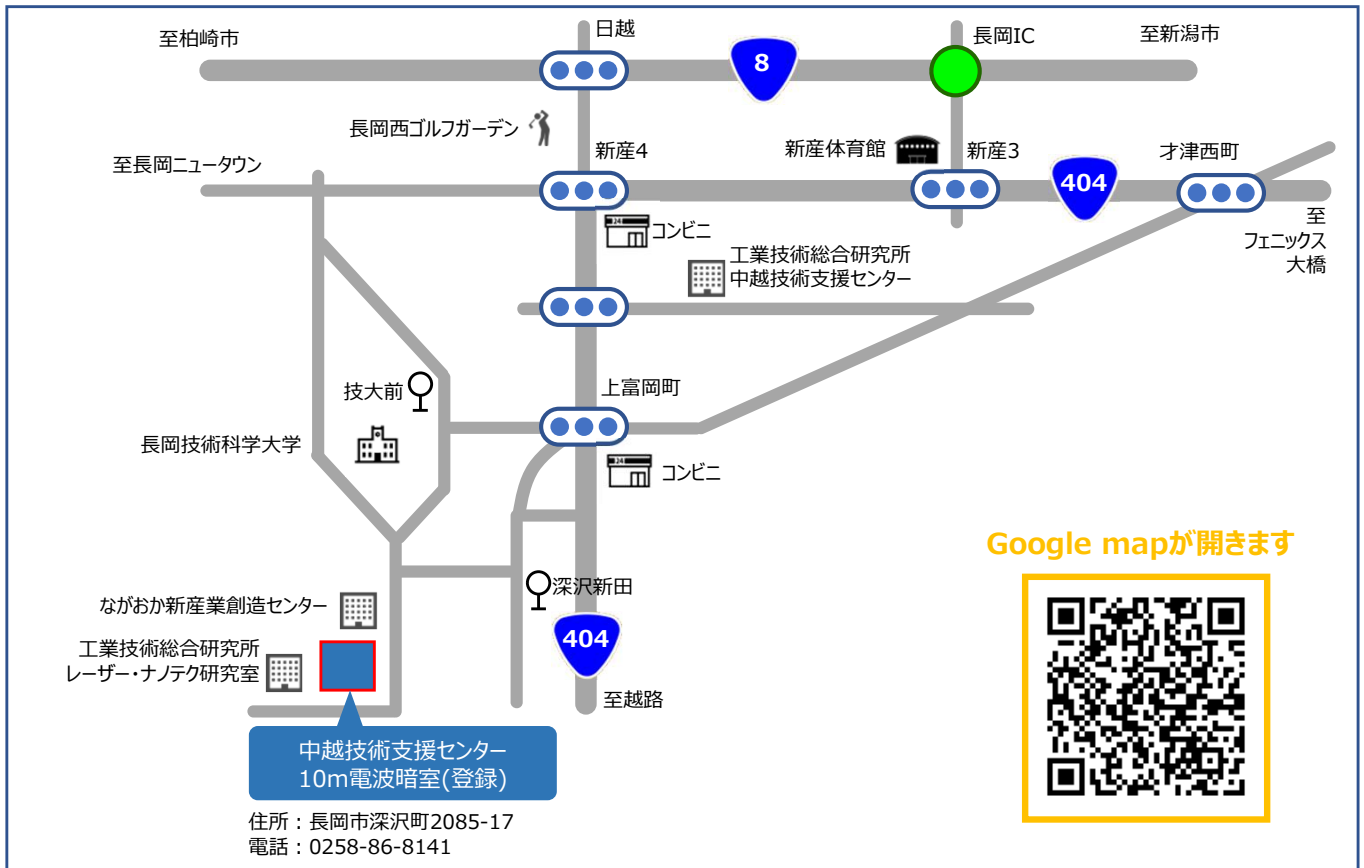 日越
長岡IC
至新潟市
至柏崎市
8
長岡西ゴルフガーデン
新産4
新産体育館
新産3
才津西町
至長岡ニュータウン
404
至
フェニックス
大橋
24
コンビニ
工業技術総合研究所
中越技術支援センター
上富岡町
技大前
長岡技術科学大学
24
コンビニ
Google mapが開きます
深沢新田
ながおか新産業創造センター
404
工業技術総合研究所
レーザー・ナノテク研究室
至越路
中越技術支援センター
10m電波暗室(登録)
住所：長岡市深沢町2085-17
電話：0258-86-8141